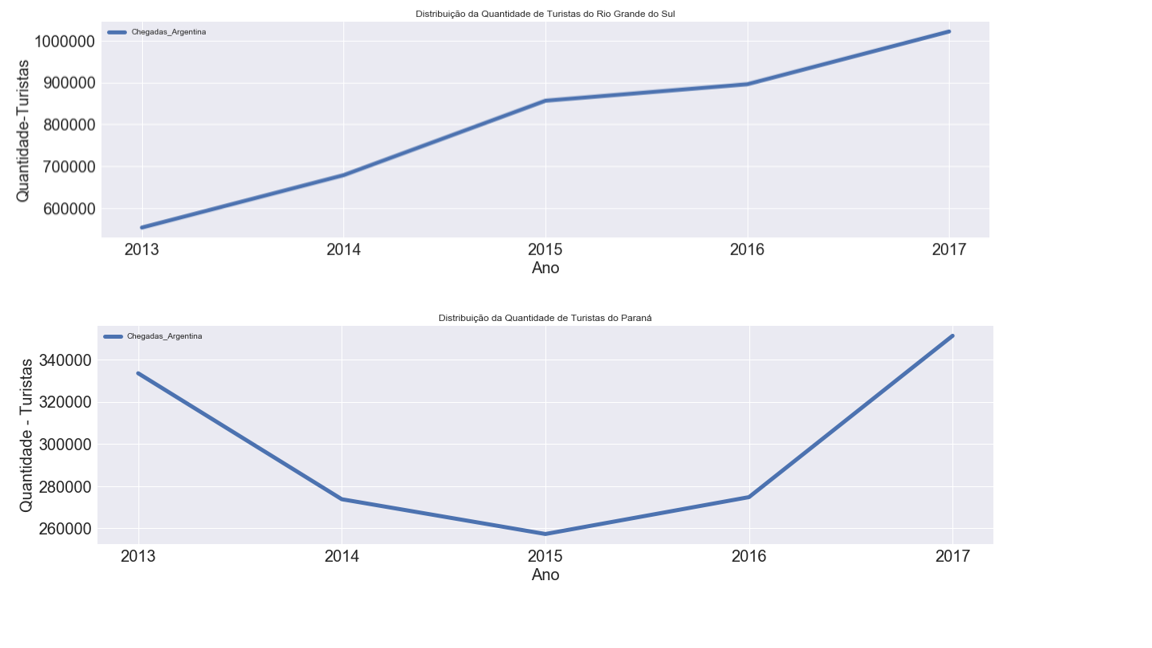 Distribuição da Quantidade de Turistas do Rio Grande do Sul
Chegadas_Argentina
Quantidade-Turistas
1000000
900000
800000
700000
600000
2013 2014 2015 2016 2017
Ano
Distribuição da Quantidade de Turistas do Paraná
Chegadas_Argentina
Quantidade - Turistas
340000
320000
300000
280000
260000
2013 2014 2015 2016 2017
Ano